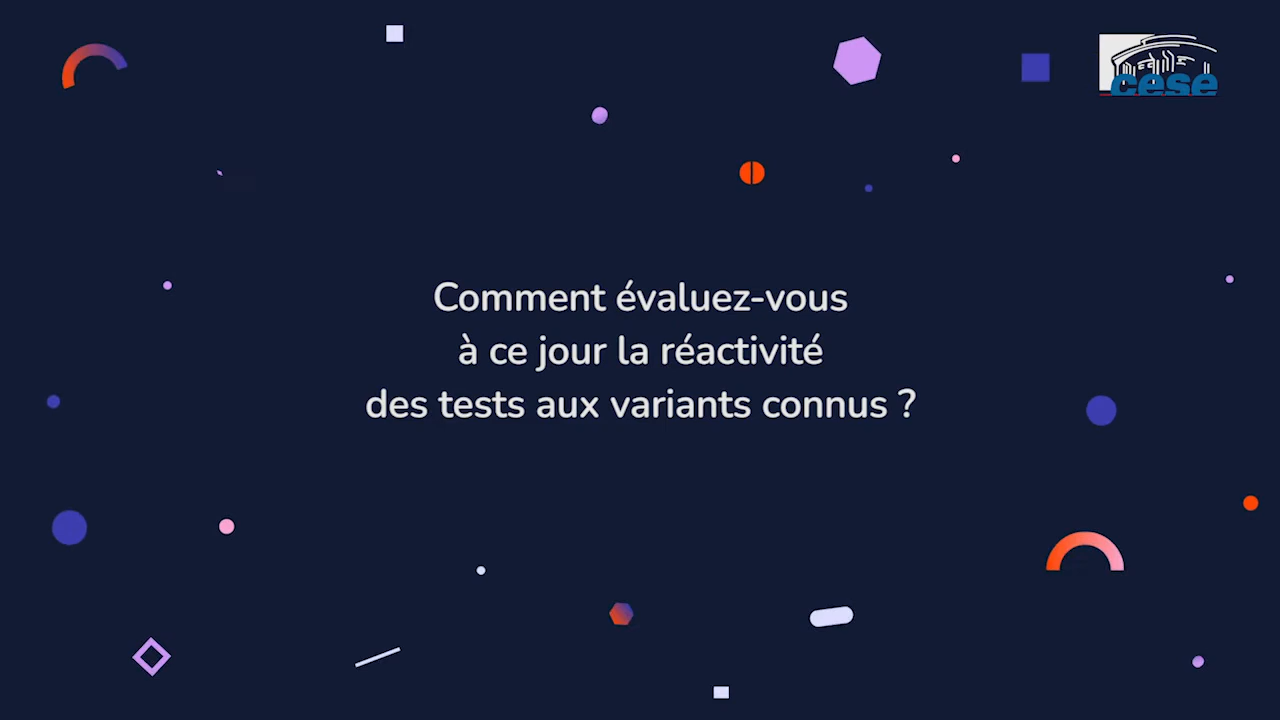 cese
Comment évaluez-vous
à ce jour la réactivité
des tests aux variants connus ?